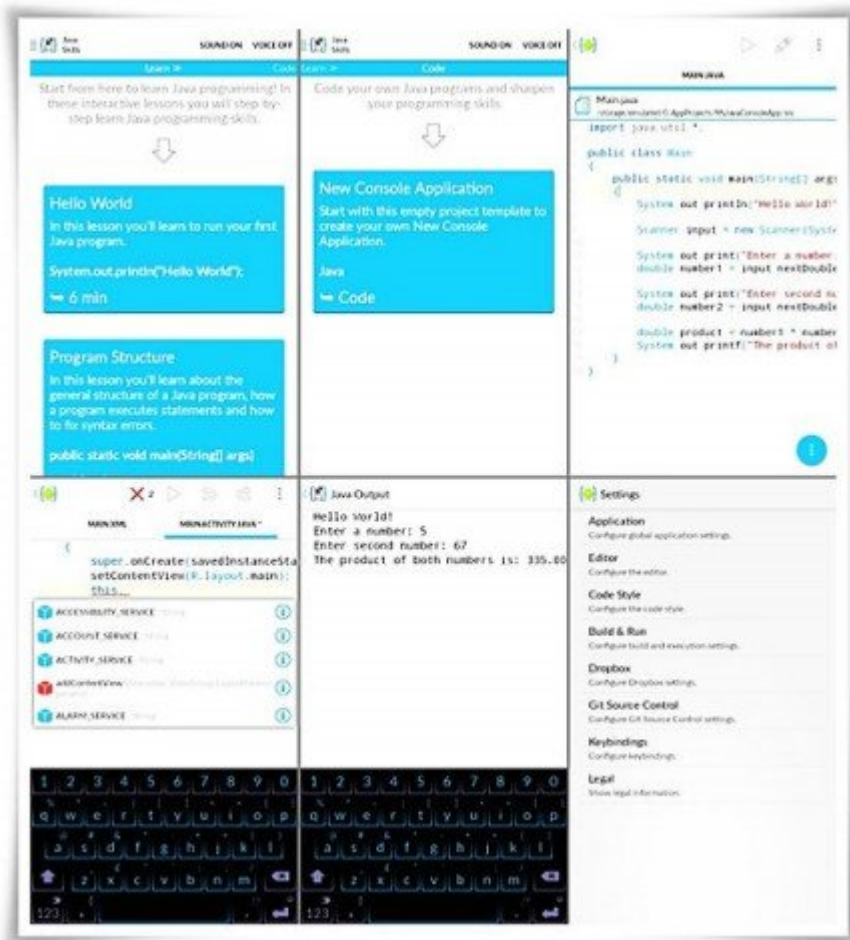 Java
Skills
SOUND ON VOICE OFF
Learn >> Code
Start from here to learn Java programming! In
these interactive lessons you will step-by-
step learn Java programming skills.
Hello World
In this lesson you'll learn to run your first
Java program.
System.out.println("Hello World");
6 min
Program Structure
In this lesson you'll learn about the
general structure of a Java program, how
a program executes statements and how
to fix syntax errors.
public static void main(String[] args)
Java
Skills
SOUND ON VOICE OFF
Learn >> Code
Code your own Java programs and sharpen
your programming skills.
New Console Application
Start with this empty project template to
create your own New Console
Application.
Java
Code
MAIN.JAVA
Main.java
import java.util.*;
public class Main
{
public static void main(String[] args
{
System.out.println("Hello World!"
Scanner input = new Scanner(Syste
System.out.print("Enter a number:
double number1 = input.nextDouble
System.out.print("Enter second nu
double number2 = input.nextDouble
double product = number1 * number
System.out.printf("The product of
}
}
2
MAIN.XML MAINACTIVITY.JAVA*
{
super.onCreate(savedInstanceSta
setContentView(R.layout.main);
this.
ACCESSIBILITY_SERVICE String
ACCOUNT_SERVICE String
ACTIVITY_SERVICE String
addContentView
ALARM_SERVICE String
1 2 3 4 5 6 7 8 9 0
q w e r t y u i o p
a s d f g h j k l
z x c v b n m
123 , .
Java Output
Hello World!
Enter a number: 5
Enter second number: 67
The product of both numbers is: 335.00
1 2 3 4 5 6 7 8 9 0
q w e r t y u i o p
a s d f g h j k l
z x c v b n m
123 , .
Settings
Application
Configure global application settings.
Editor
Configure the editor.
Code Style
Configure the code style.
Build & Run
Configure build and execution settings.
Dropbox
Configure Dropbox settings.
Git Source Control
Configure Git Source Control settings.
Keybindings
Configure keybindings.
Legal
Show legal information.